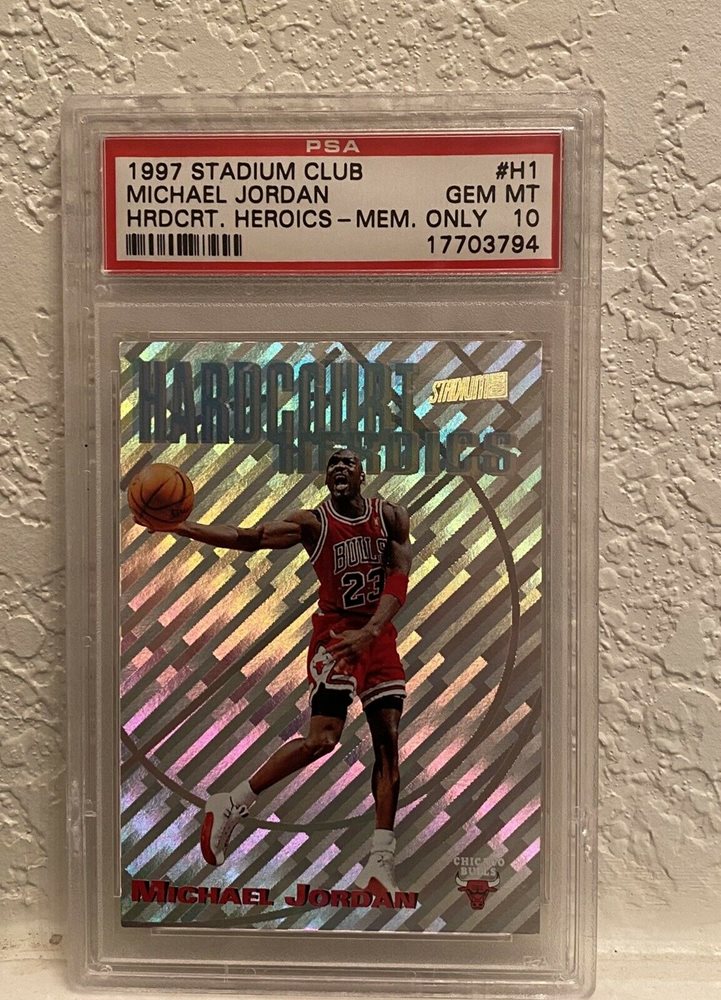 PSA
1997 STADIUM CLUB #H1
MICHAEL JORDAN GEM MT
HRDCRT. HEROICS - MEM. ONLY 10
17703794
HARDCOURT
HEROICS
STADIUM
BULLS
23
CHICAGO
BULLS
MICHAEL JORDAN